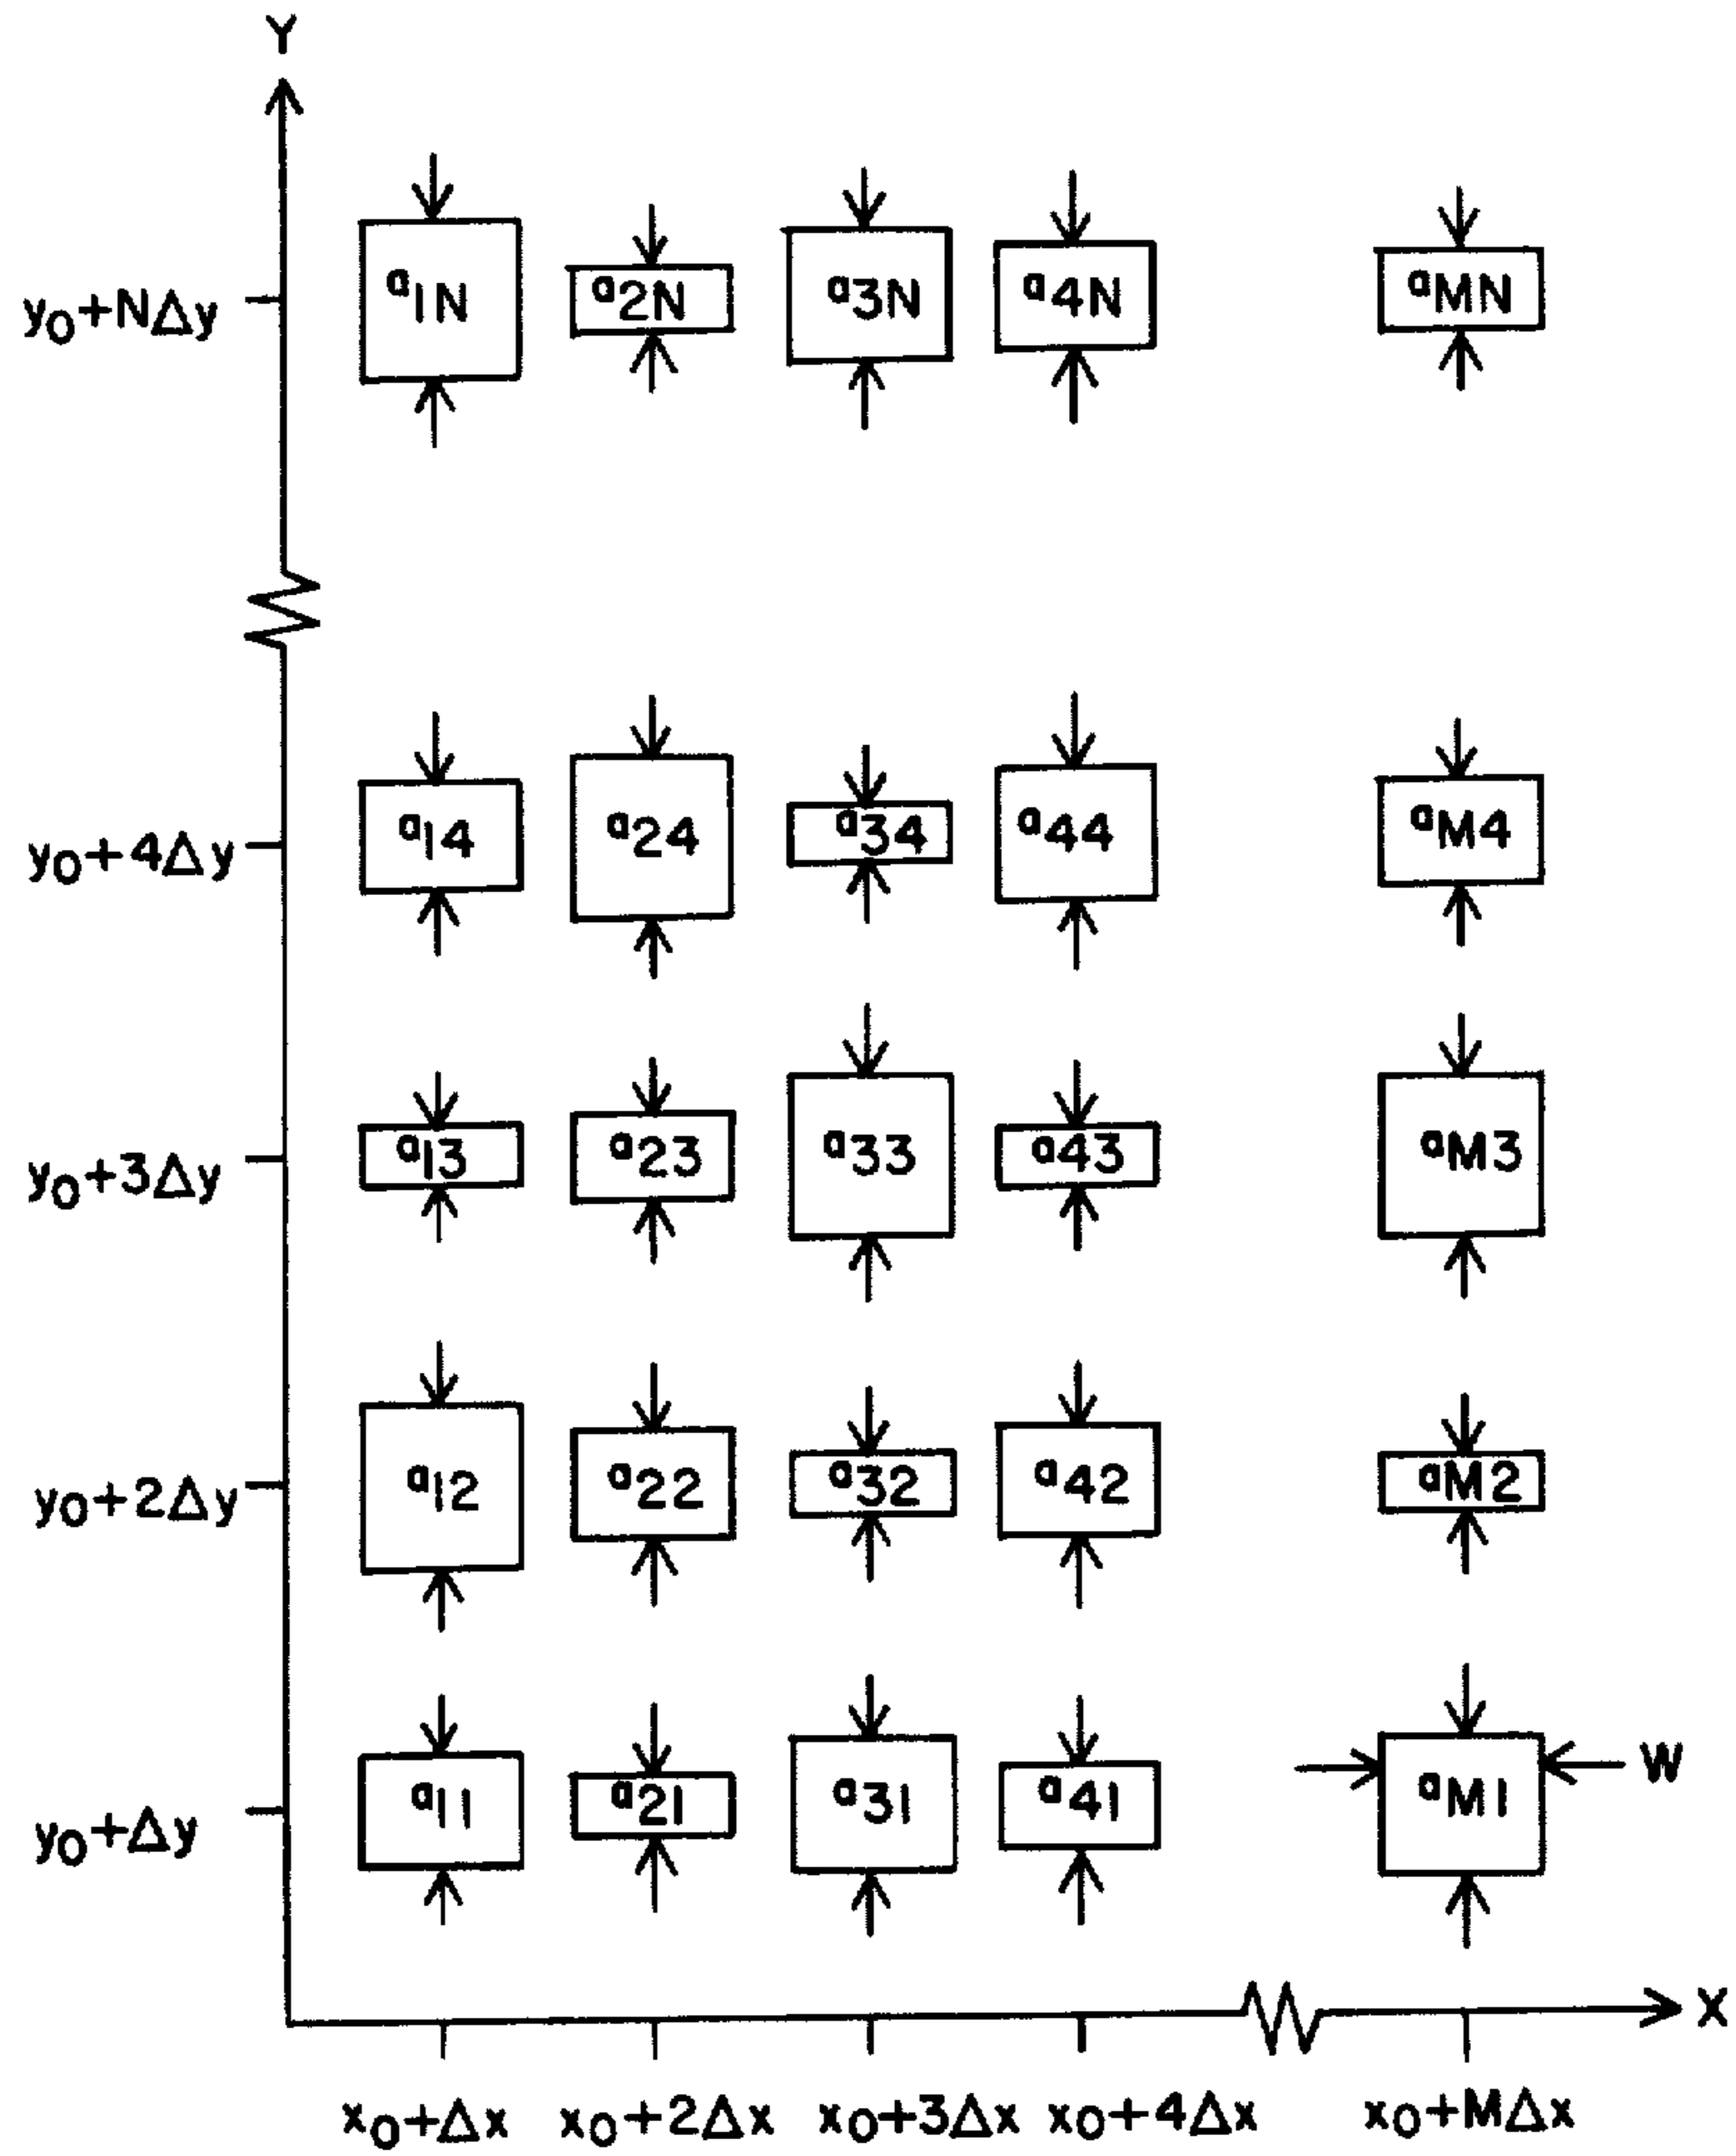 Y
y₀+NΔy a₁N a₂N a₃N a₄N aMN
y₀+4Δy a₁₄ a₂₄ a₃₄ a₄₄ aM₄
y₀+3Δy a₁₃ a₂₃ a₃₃ a₄₃ aM₃
y₀+2Δy a₁₂ a₂₂ a₃₂ a₄₂ aM₂
y₀+Δy a₁₁ a₂₁ a₃₁ a₄₁ aM₁ W
X
x₀+Δx x₀+2Δx x₀+3Δx x₀+4Δx x₀+MΔx